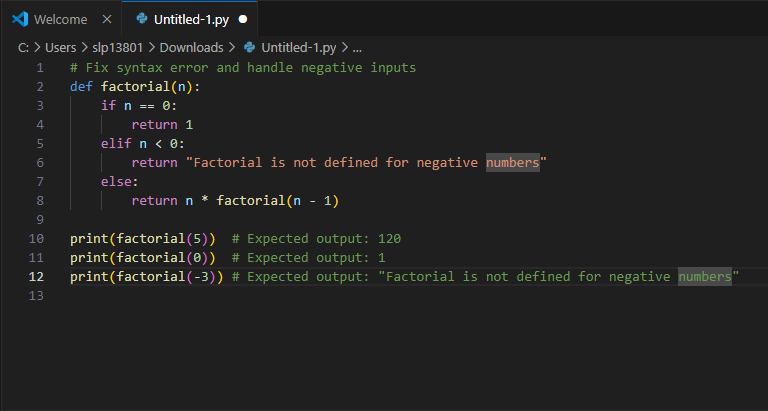 Welcome
Untitled-1.py
C: > Users > slp13801 > Downloads > Untitled-1.py > ...
1 # Fix syntax error and handle negative inputs
2 def factorial(n):
3     if n == 0:
4         return 1
5     elif n < 0:
6         return "Factorial is not defined for negative numbers"
7     else:
8         return n * factorial(n - 1)
9
10 print(factorial(5))  # Expected output: 120
11 print(factorial(0))  # Expected output: 1
12 print(factorial(-3)) # Expected output: "Factorial is not defined for negative numbers"
13